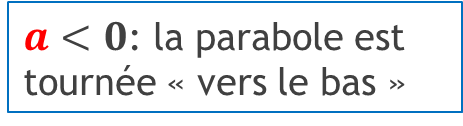 a < 0: la parabole est
tournée « vers le bas »